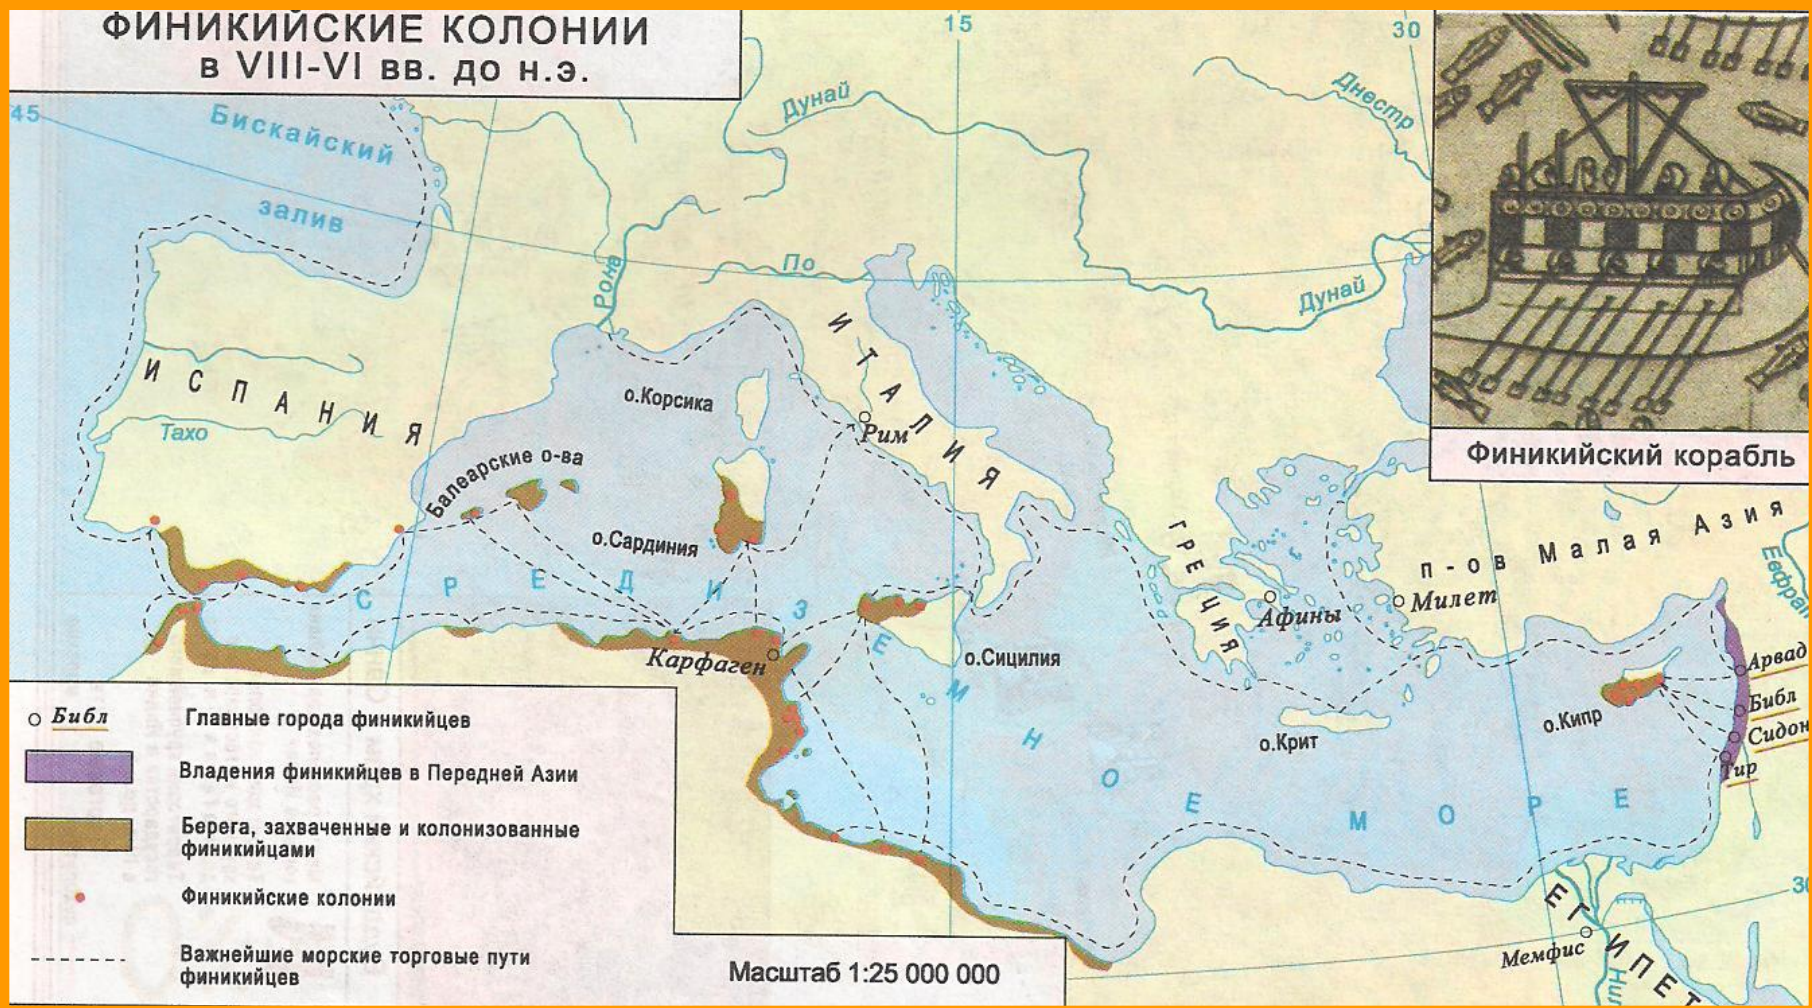 ФИНИКИЙСКИЕ КОЛОНИИ
в VIII-VI вв. до н.э.
15
30
45
Бискайский
залив
Дунай
Днестр
Рона
По
Дунай
ИСПАНИЯ
Тахо
о.Корсика
ИТАЛИЯ
Рим
Балеарские о-ва
о.Сардиния
Финикийский корабль
ГРЕЦИЯ
Афины
Милет
п-ов Малая Азия
Евфрат
СРЕДИЗЕМНОЕ МОРЕ
Карфаген
о.Сицилия
о.Крит
о.Кипр
Арвад
Библ
Сидон
Тир
30
ЕГИПЕТ
Мемфис
Нил
Библ
Главные города финикийцев
Владения финикийцев в Передней Азии
Берега, захваченные и колонизованные
финикийцами
Финикийские колонии
Важнейшие морские торговые пути
финикийцев
Масштаб 1:25 000 000